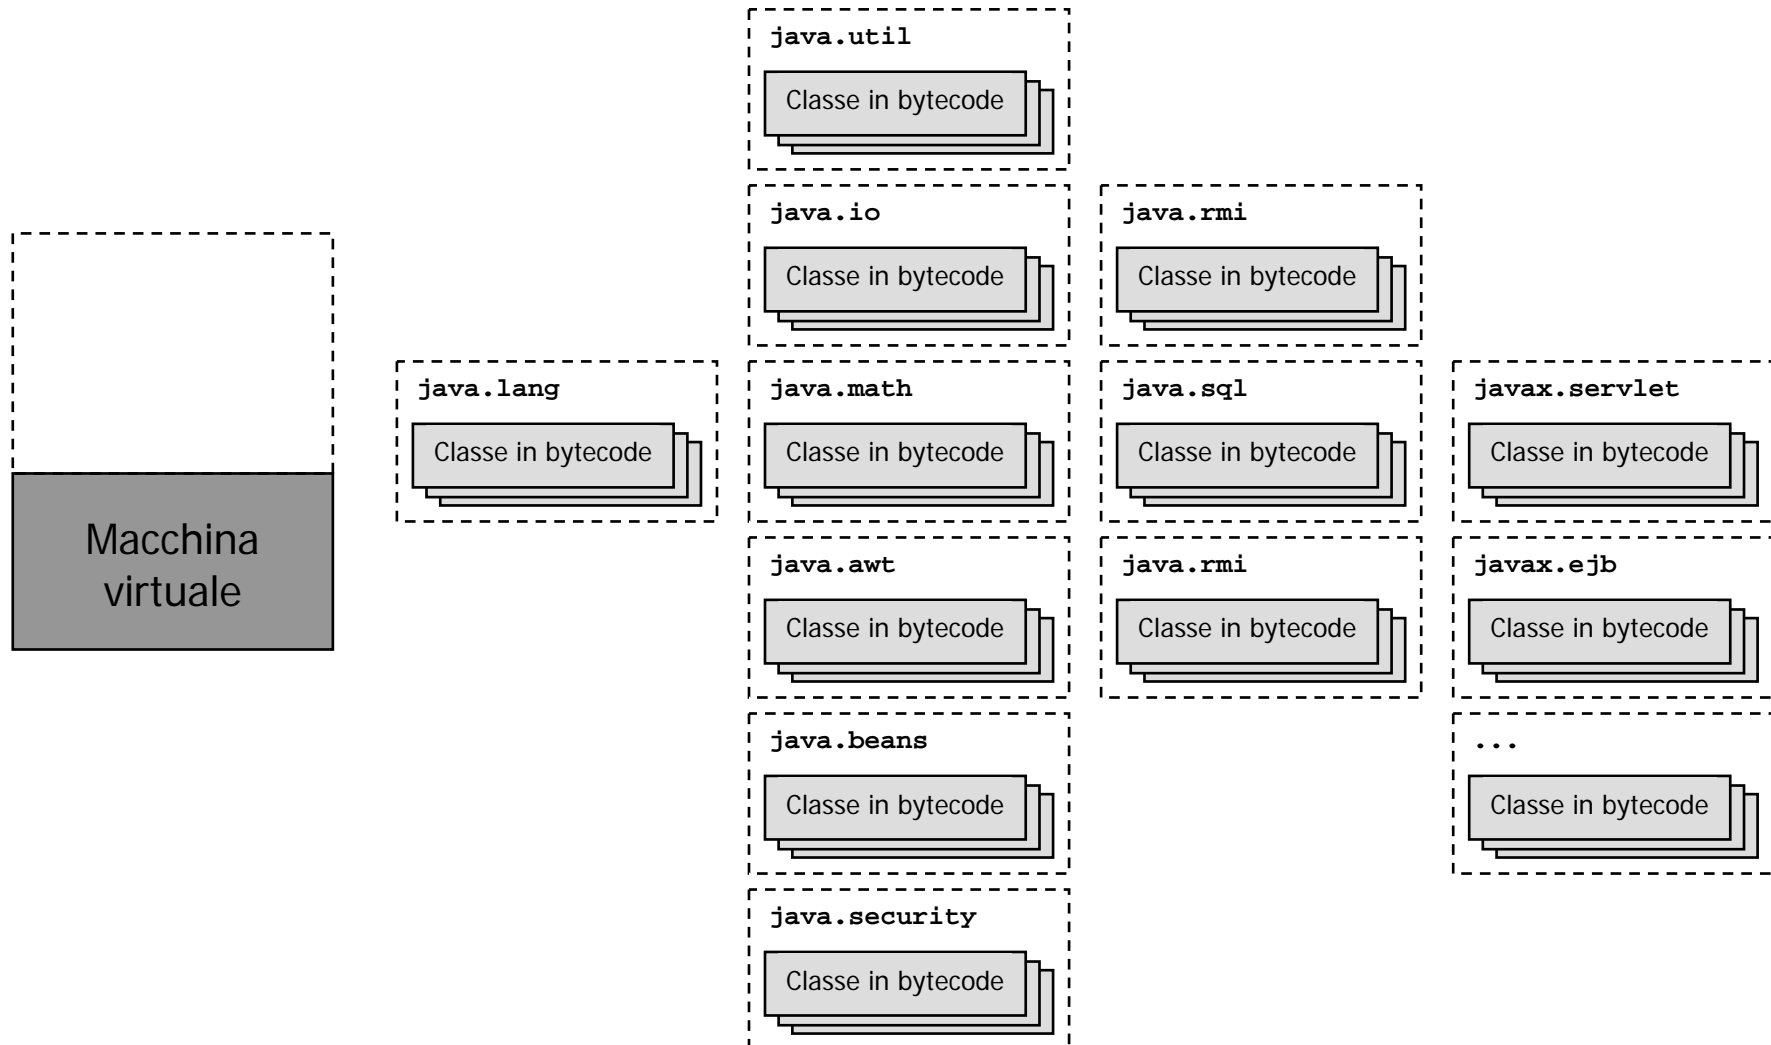 java.util
Classe in bytecode
java.io
Classe in bytecode
java.rmi
Classe in bytecode
java.lang
Classe in bytecode
java.math
Classe in bytecode
java.sql
Classe in bytecode
javax.servlet
Classe in bytecode
Macchina
virtuale
java.awt
Classe in bytecode
java.rmi
Classe in bytecode
javax.ejb
Classe in bytecode
java.beans
Classe in bytecode
...
Classe in bytecode
java.security
Classe in bytecode